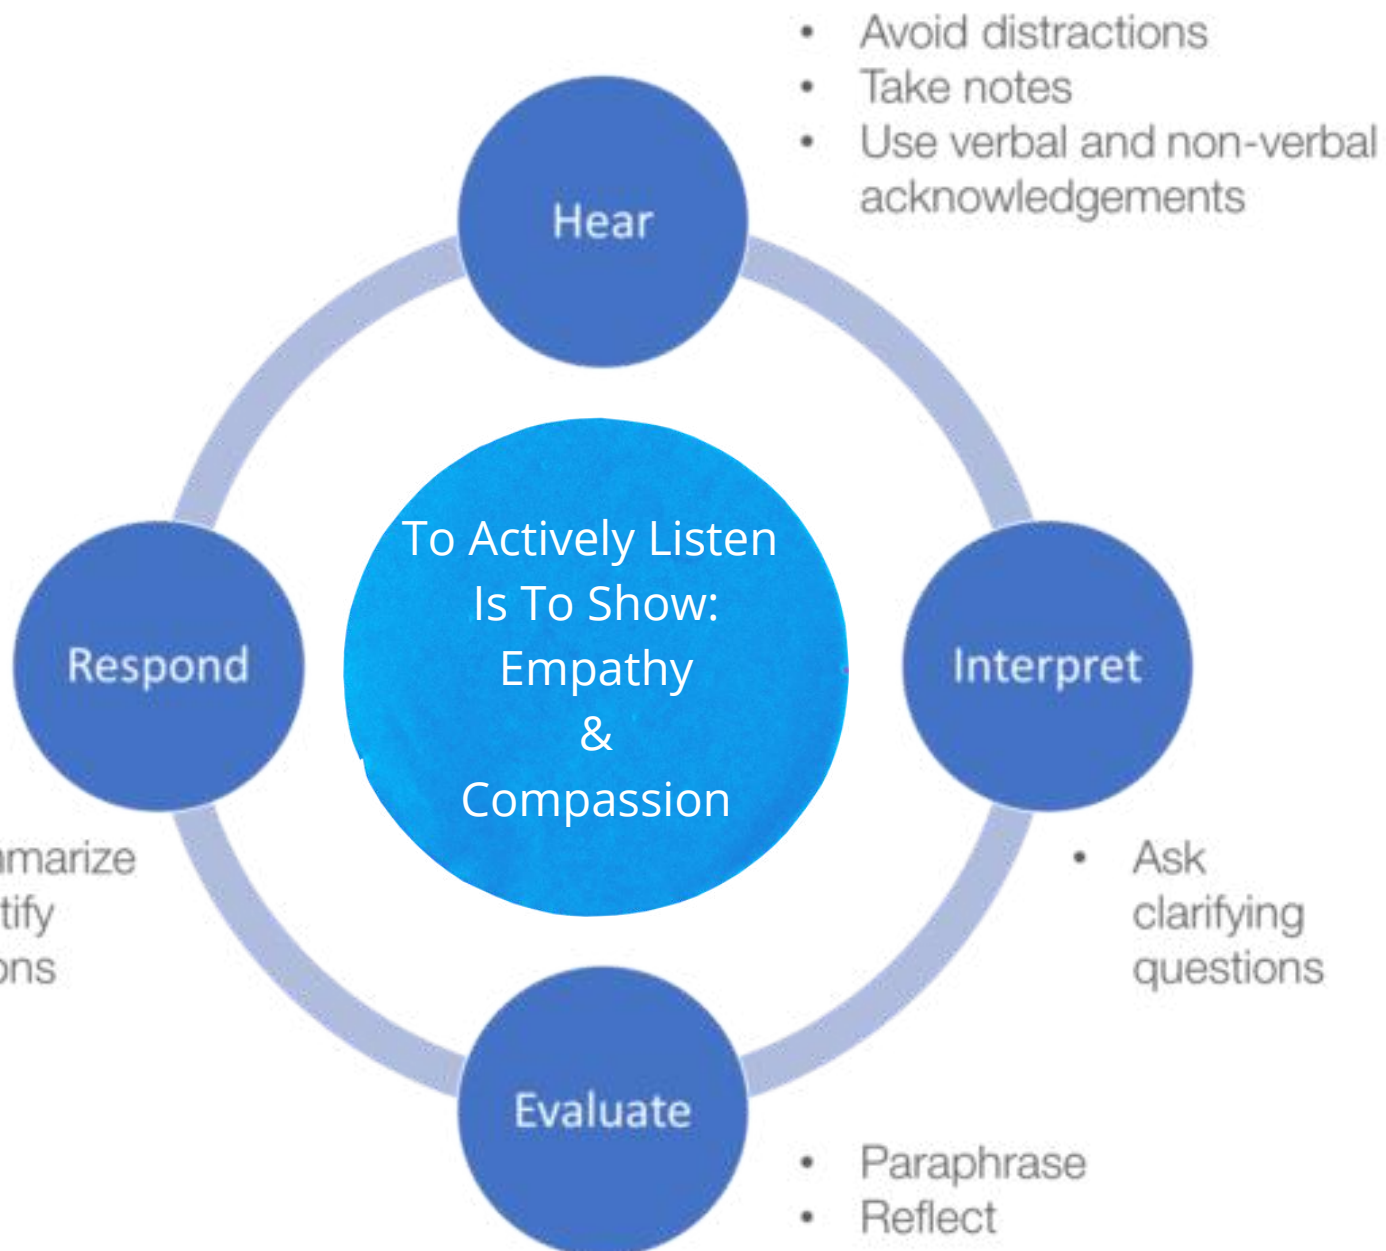 • Avoid distractions
• Take notes
• Use verbal and non-verbal
acknowledgements
Hear
To Actively Listen
Is To Show:
Empathy
&
Compassion
Respond
Interpret
• Ask
clarifying
questions
Evaluate
• Paraphrase
• Reflect